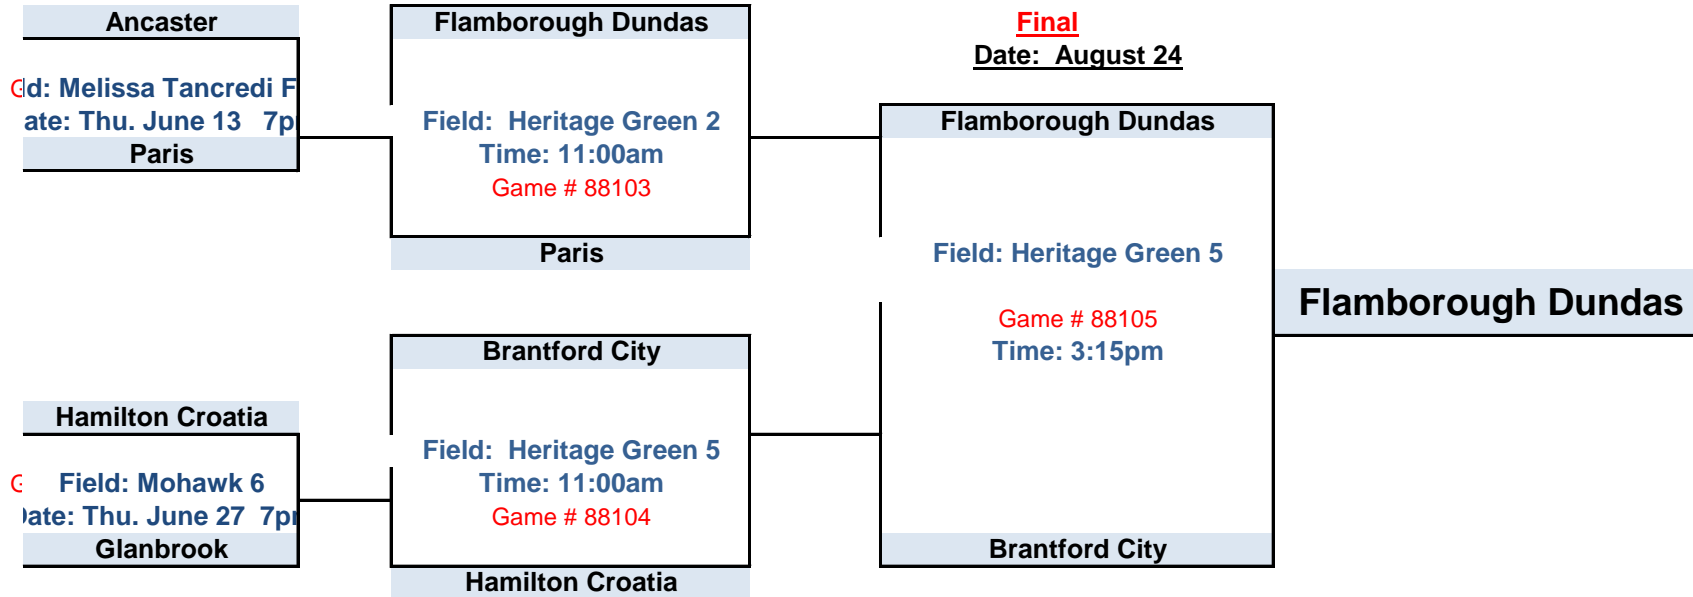 Ancaster
d: Melissa Tancredi F
ate: Thu. June 13 7p
Paris
Hamilton Croatia
G Field: Mohawk 6
ate: Thu. June 27 7p
Glanbrook
Flamborough Dundas
Field: Heritage Green 2
Time: 11:00am
Game # 88103
Paris
Brantford City
Field: Heritage Green 5
Time: 11:00am
Game # 88104
Hamilton Croatia
Final
Date: August 24
Flamborough Dundas
Field: Heritage Green 5
Game # 88105
Time: 3:15pm
Brantford City
Flamborough Dundas